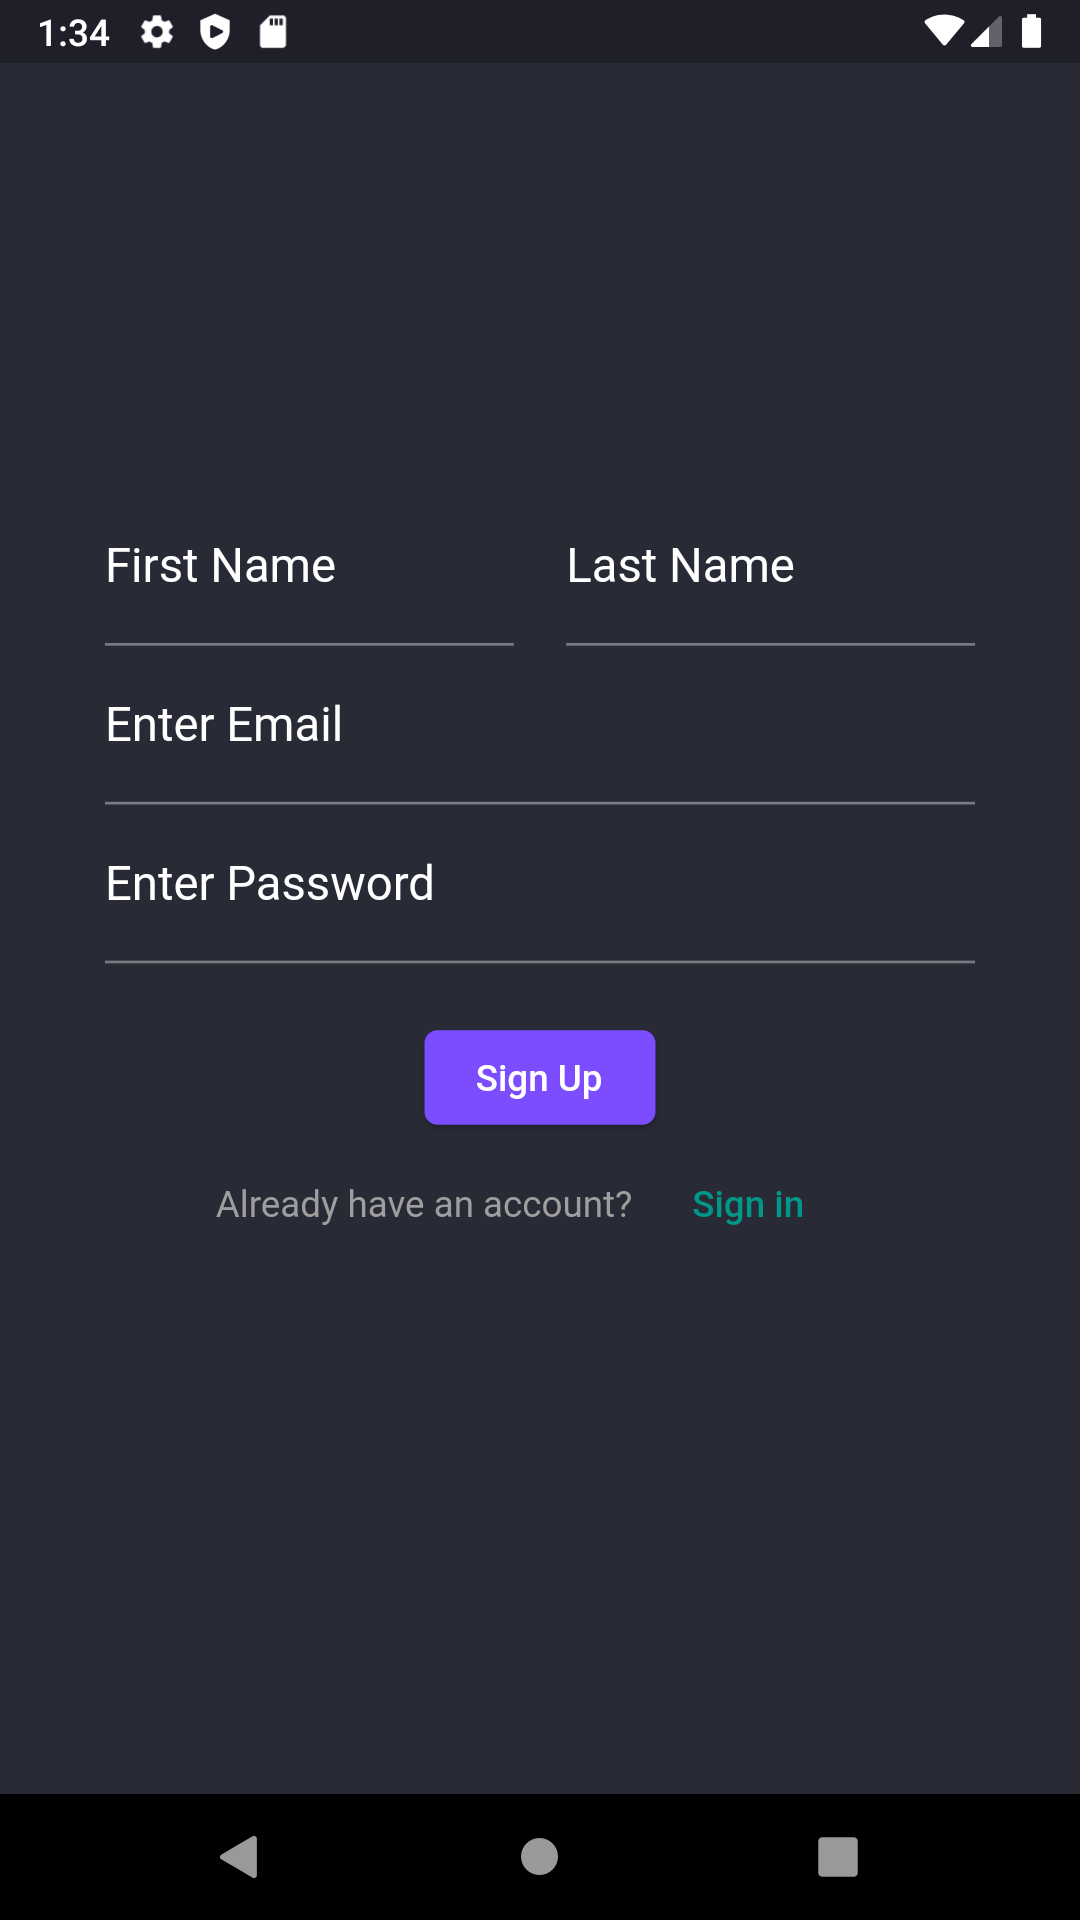 1:34
First Name Last Name
Enter Email
Enter Password
Sign Up
Already have an account? Sign in